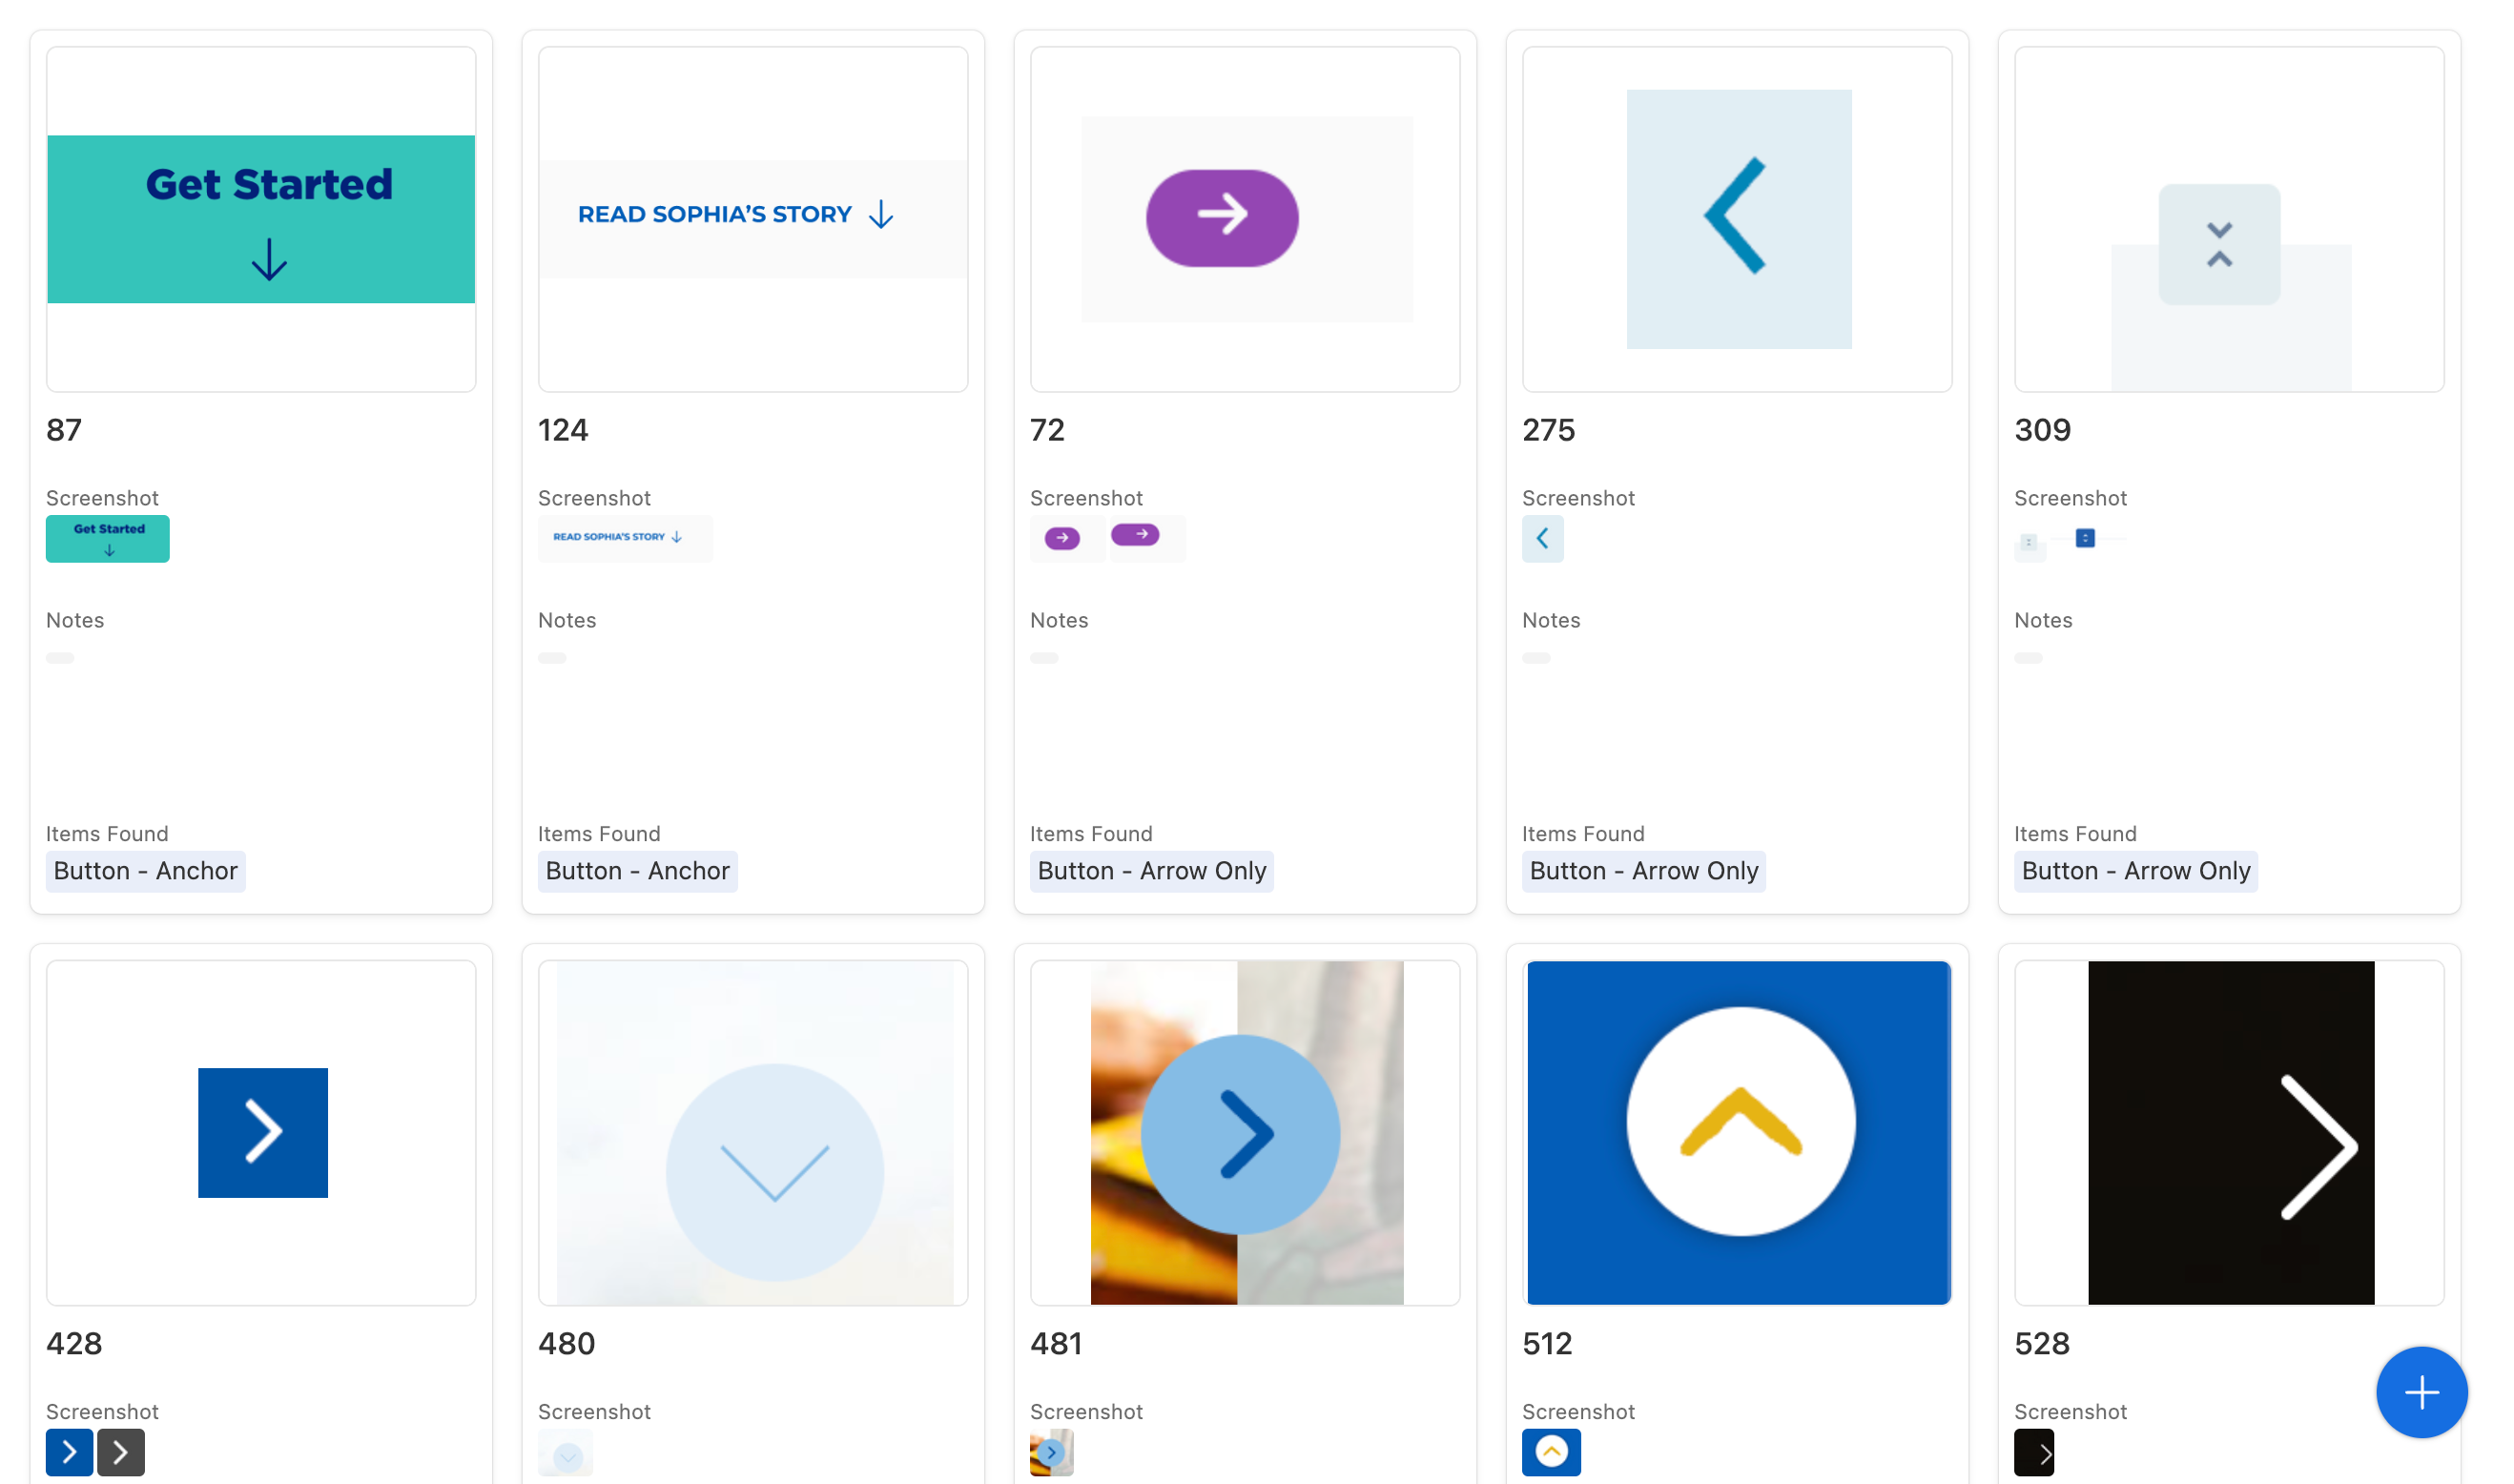 Get Started
READ SOPHIA’S STORY
87
124
72
275
309
Screenshot
Screenshot
Screenshot
Screenshot
Screenshot
Get Started
READ SOPHIA’S STORY
Notes
Notes
Notes
Notes
Notes
Items Found
Items Found
Items Found
Items Found
Items Found
Button - Anchor
Button - Anchor
Button - Arrow Only
Button - Arrow Only
Button - Arrow Only
428
480
481
512
528
Screenshot
Screenshot
Screenshot
Screenshot
Screenshot